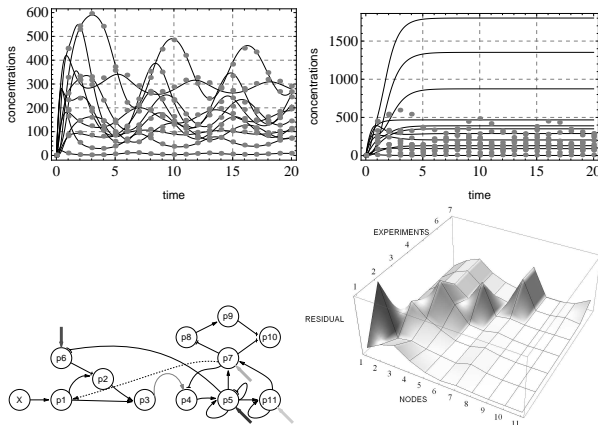 600
500
400
300
200
100
0
concentrations
0 5 10 15 20
time
1500
1000
500
0
concentrations
0 5 10 15 20
time
p9
p8 p10
p6 p7
p2
X p1 p3 p4 p5 p11
EXPERIMENTS
1 2 3 4 6 7
RESIDUAL
1 2 3 4 5 6 7 8 9 10 11
NODES